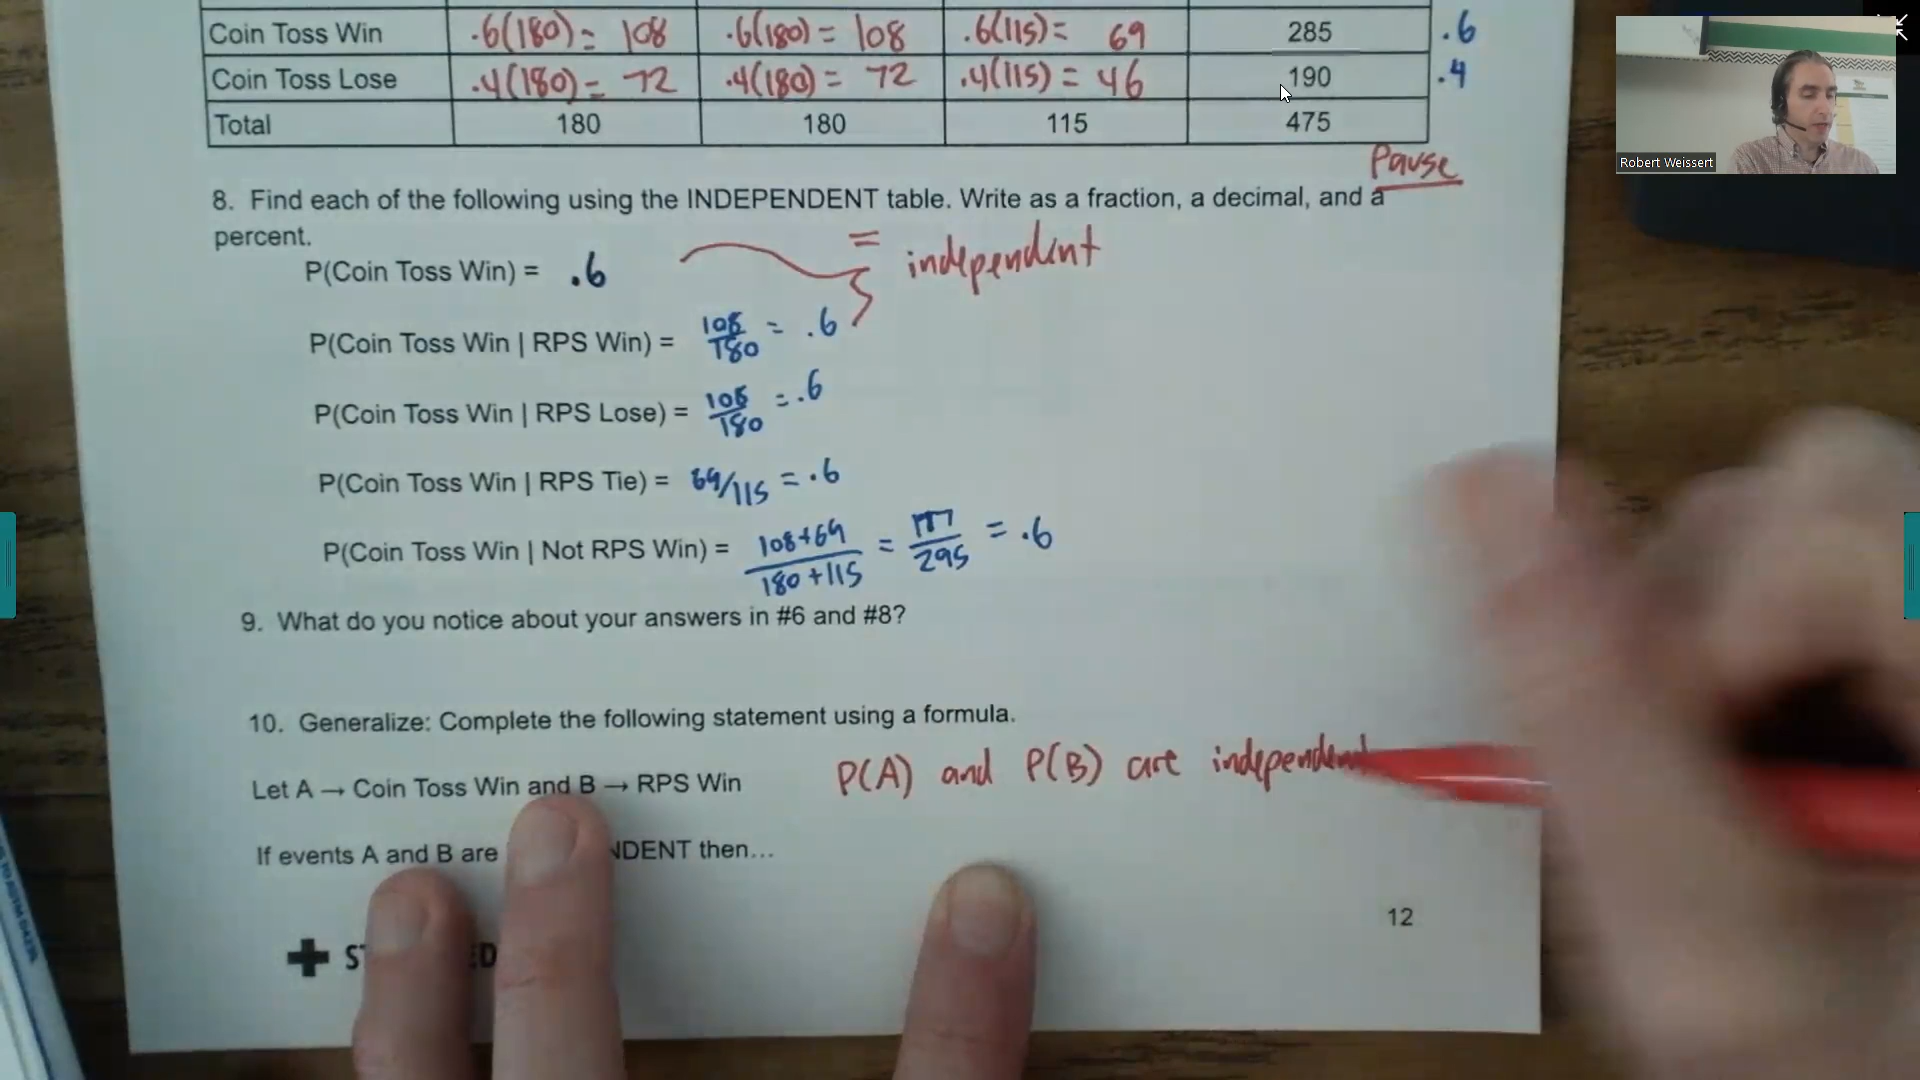 Coin Toss Win .6(180) = 108 .6(180) = 108 .6(115) = 69 285 .6
Coin Toss Lose .4(180) = 72 .4(180) = 72 .4(115) = 46 190 .4
Total 180 180 115 475
Robert Weissert
Pause
8. Find each of the following using the INDEPENDENT table. Write as a fraction, a decimal, and a
percent.
=
independent
P(Coin Toss Win) = .6
P(Coin Toss Win | RPS Win) = 108/180 = .6
P(Coin Toss Win | RPS Lose) = 108/180 = .6
P(Coin Toss Win | RPS Tie) = 69/115 = .6
P(Coin Toss Win | Not RPS Win) = 108+69/180+115 = 177/295 = .6
9. What do you notice about your answers in #6 and #8?
10. Generalize: Complete the following statement using a formula.
Let A → Coin Toss Win and B → RPS Win P(A) and P(B) are independent
If events A and B are NDENT then...
12